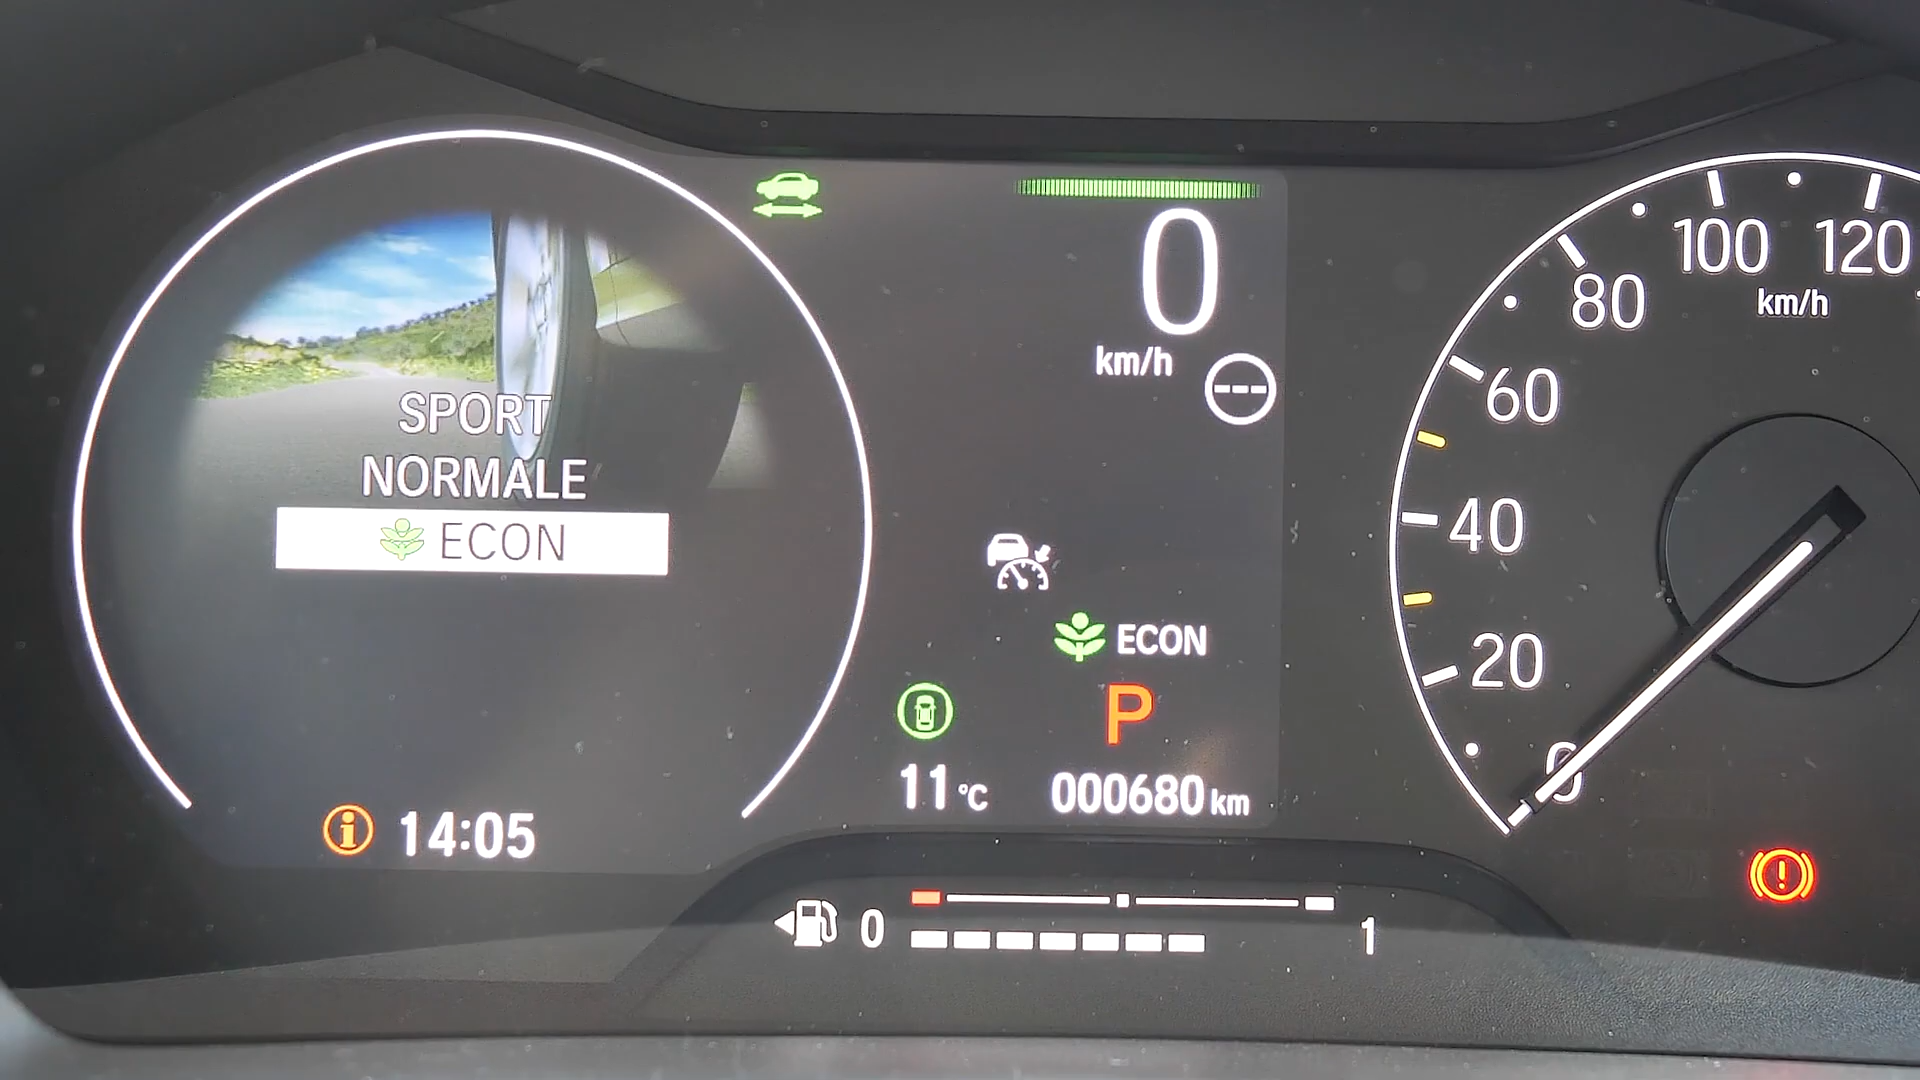 SPORT
NORMALE
ECON
14:05
0
km/h
---
ECON
P
11 °C
000680 km
0
1
100
120
km/h
80
60
40
20
0